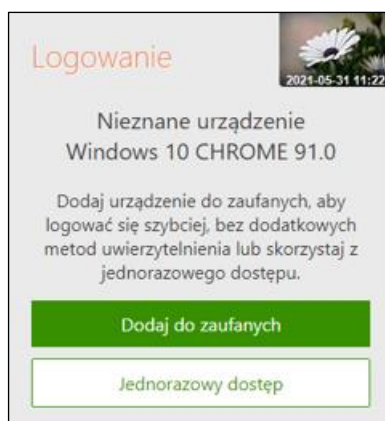 Logowanie
2021-05-31 11:22
Nieznane urządzenie
Windows 10 CHROME 91.0
Dodaj urządzenie do zaufanych, aby
logować się szybciej, bez dodatkowych
metod uwierzytelnienia lub skorzystaj z
jednorazowego dostępu.
Dodaj do zaufanych
Jednorazowy dostęp